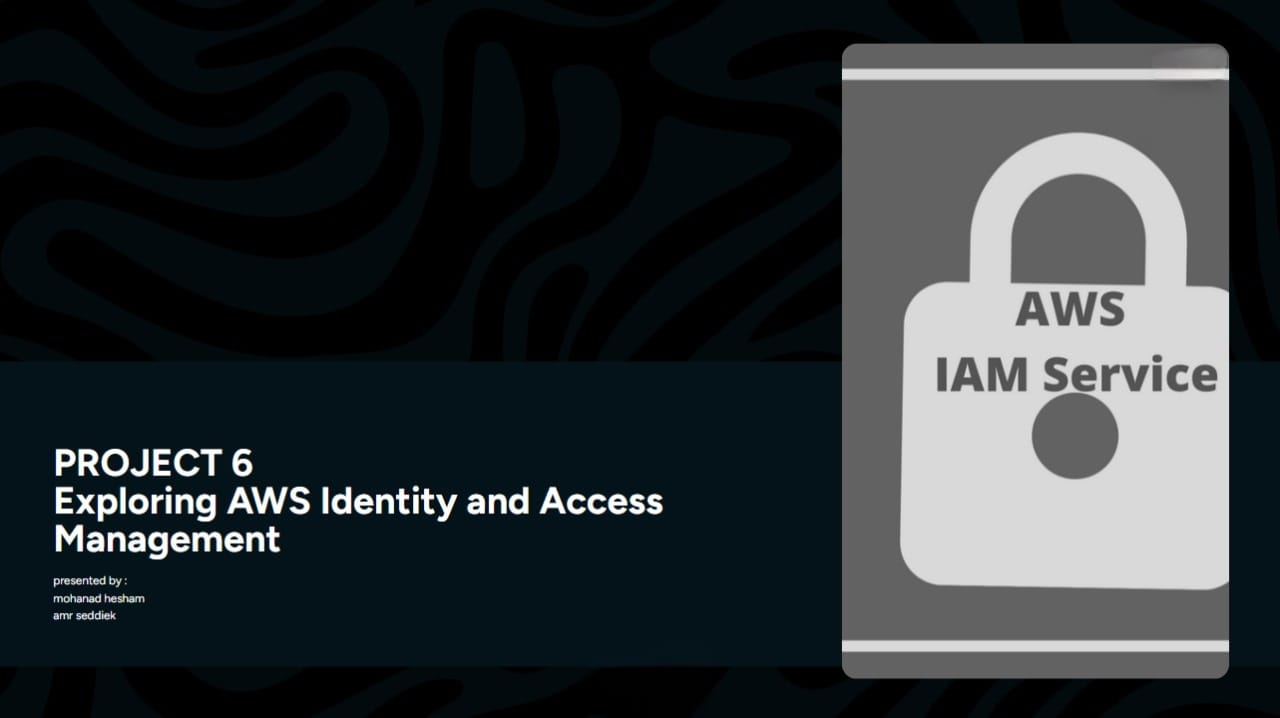 PROJECT 6
Exploring AWS Identity and Access
Management
presented by :
mohanad hesham
amr seddiek
AWS
IAM Service